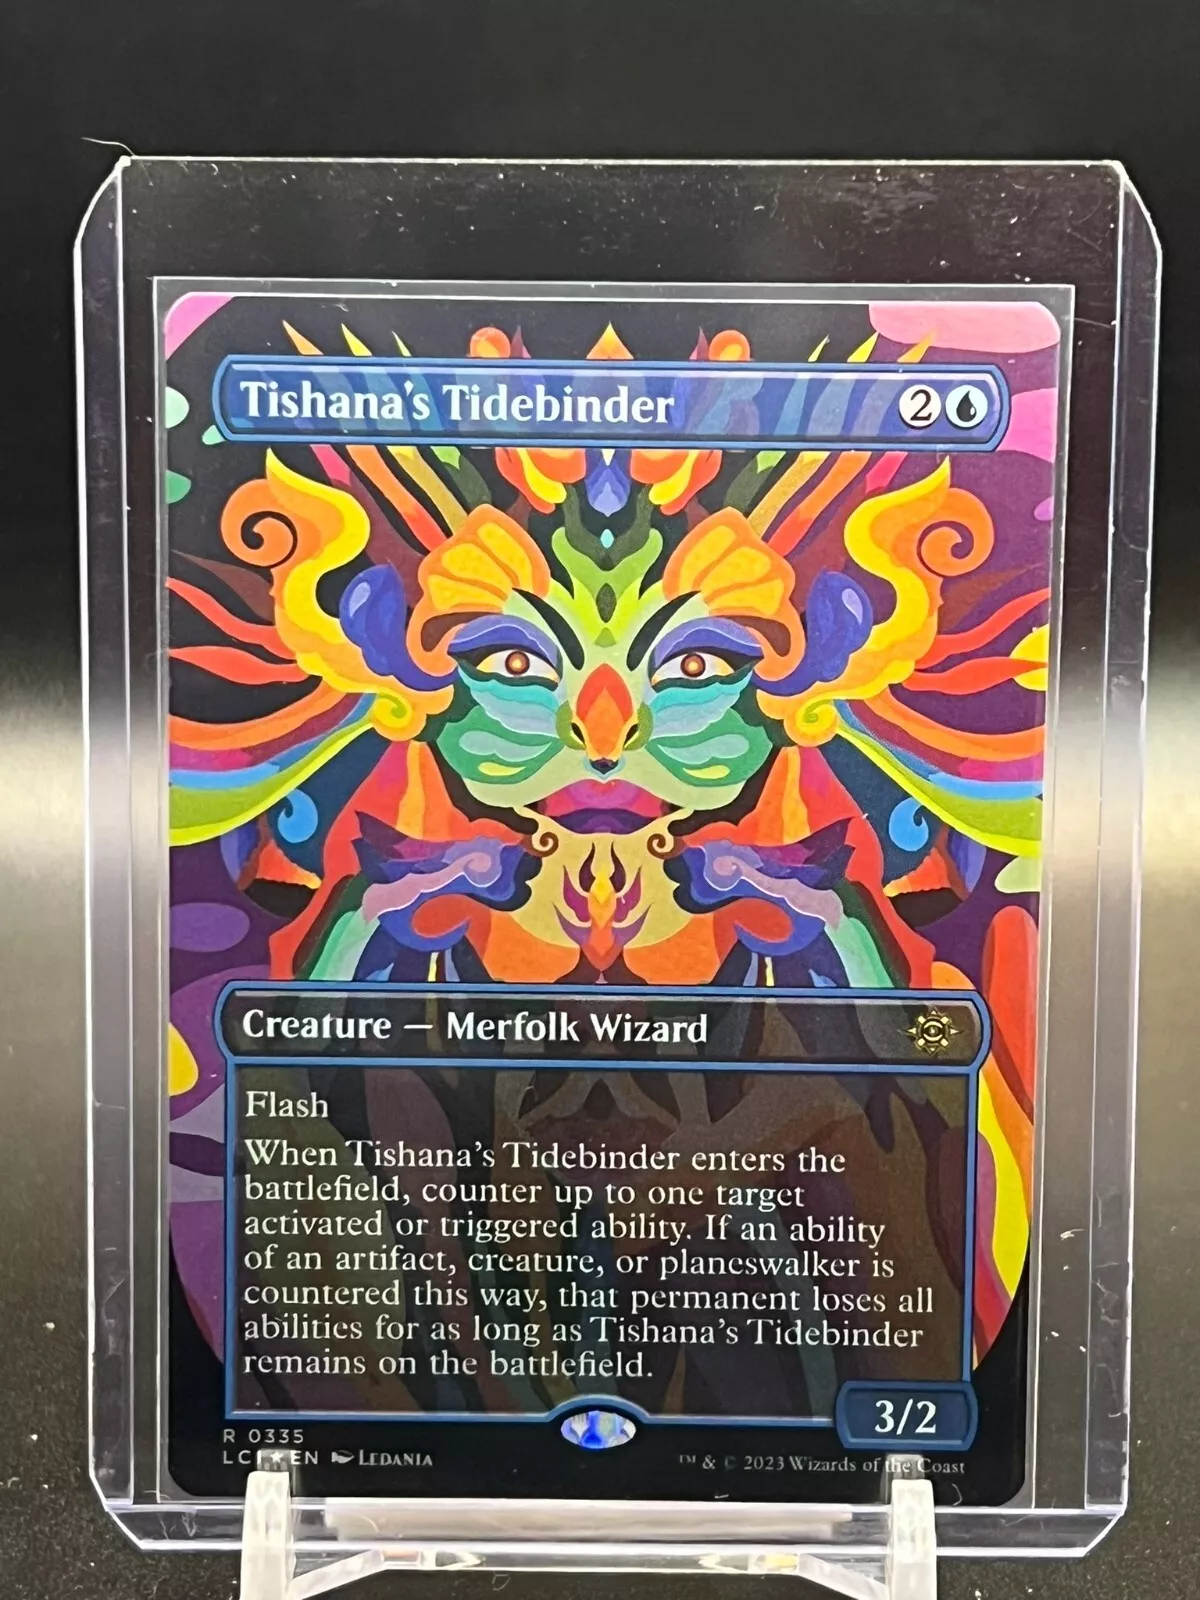 Tishana's Tidebinder 2
Creature — Merfolk Wizard
Flash
When Tishana's Tidebinder enters the
battlefield, counter up to one target
activated or triggered ability. If an ability
of an artifact, creature, or planeswalker is
countered this way, that permanent loses all
abilities for as long as Tishana's Tidebinder
remains on the battlefield.
3/2
R 0335
LCI ★ EN LEDANIA
™ & © 2023 Wizards of the Coast